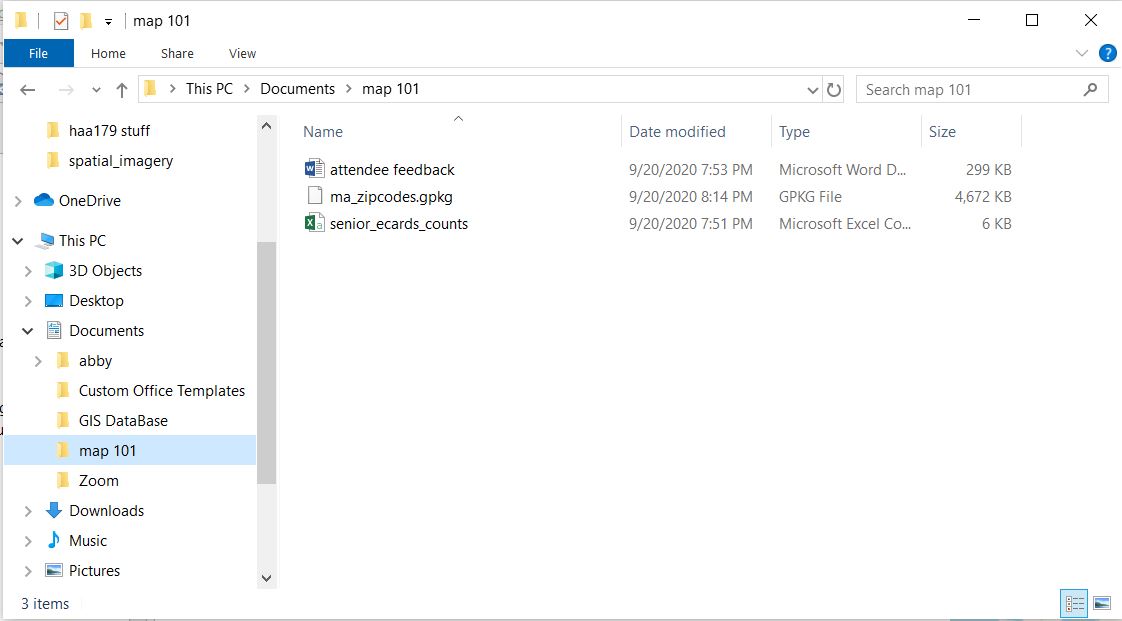 map 101
File Home Share View
This PC Documents map 101
Search map 101
haa179 stuff
spatial_imagery
OneDrive
This PC
3D Objects
Desktop
Documents
abby
Custom Office Templates
GIS DataBase
map 101
Zoom
Downloads
Music
Pictures
Name Date modified Type Size
attendee feedback 9/20/2020 7:53 PM Microsoft Word D... 299 KB
ma_zipcodes.gpkg 9/20/2020 8:14 PM GPKG File 4,672 KB
senior_ecards_counts 9/20/2020 7:51 PM Microsoft Excel Co... 6 KB
3 items